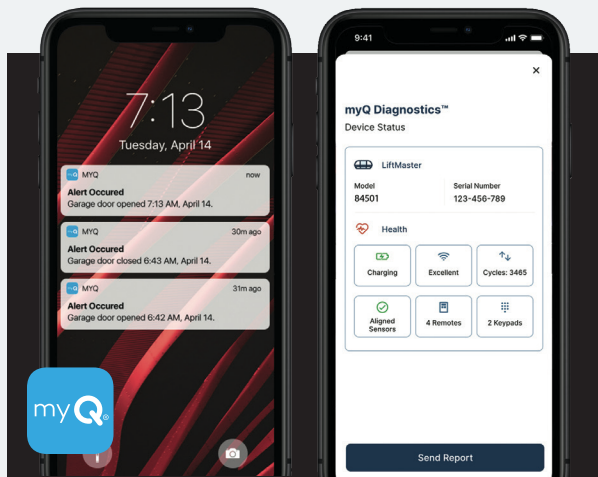 7:13
Tuesday, April 14
MYQ now
Alert Occured
Garage door opened 7:13 AM, April 14.
MYQ 30m ago
Alert Occured
Garage door closed 6:43 AM, April 14.
MYQ 31m ago
Alert Occured
Garage door opened 6:42 AM, April 14.
myQ®
9:41
myQ Diagnostics™
Device Status
LiftMaster
Model Serial Number
84501 123-456-789
Health
Charging Excellent Cycles: 3465
Aligned
Sensors 4 Remotes 2 Keypads
Send Report